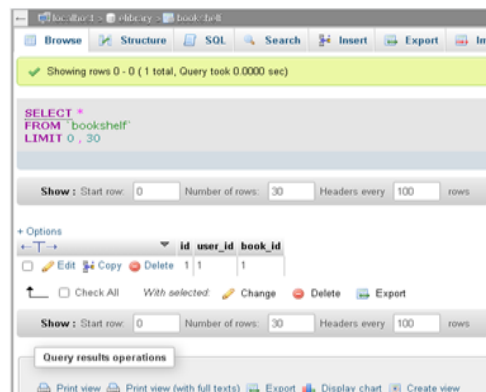 localhost > elibrary > bookshelf
Browse Structure SQL Search Insert Export
Showing rows 0 - 0 ( 1 total, Query took 0.0000 sec)
SELECT *
FROM `bookshelf`
LIMIT 0 , 30
Show : Start row: 0 Number of rows: 30 Headers every 100 rows
+ Options
←T→ id user_id book_id
Edit Copy Delete 1 1 1
Check All With selected: Change Delete Export
Show : Start row: 0 Number of rows: 30 Headers every 100 rows
Query results operations
Print view Print view (with full texts) Export Display chart Create view